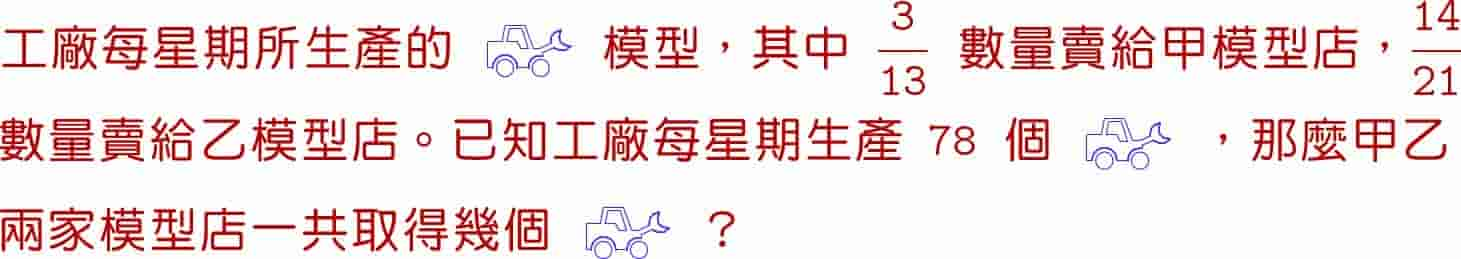 工廠每星期所生產的 模型，其中 3/13 數量賣給甲模型店，14/21
數量賣給乙模型店。已知工廠每星期生產 78 個 ，那麼甲乙
兩家模型店一共取得幾個 ？